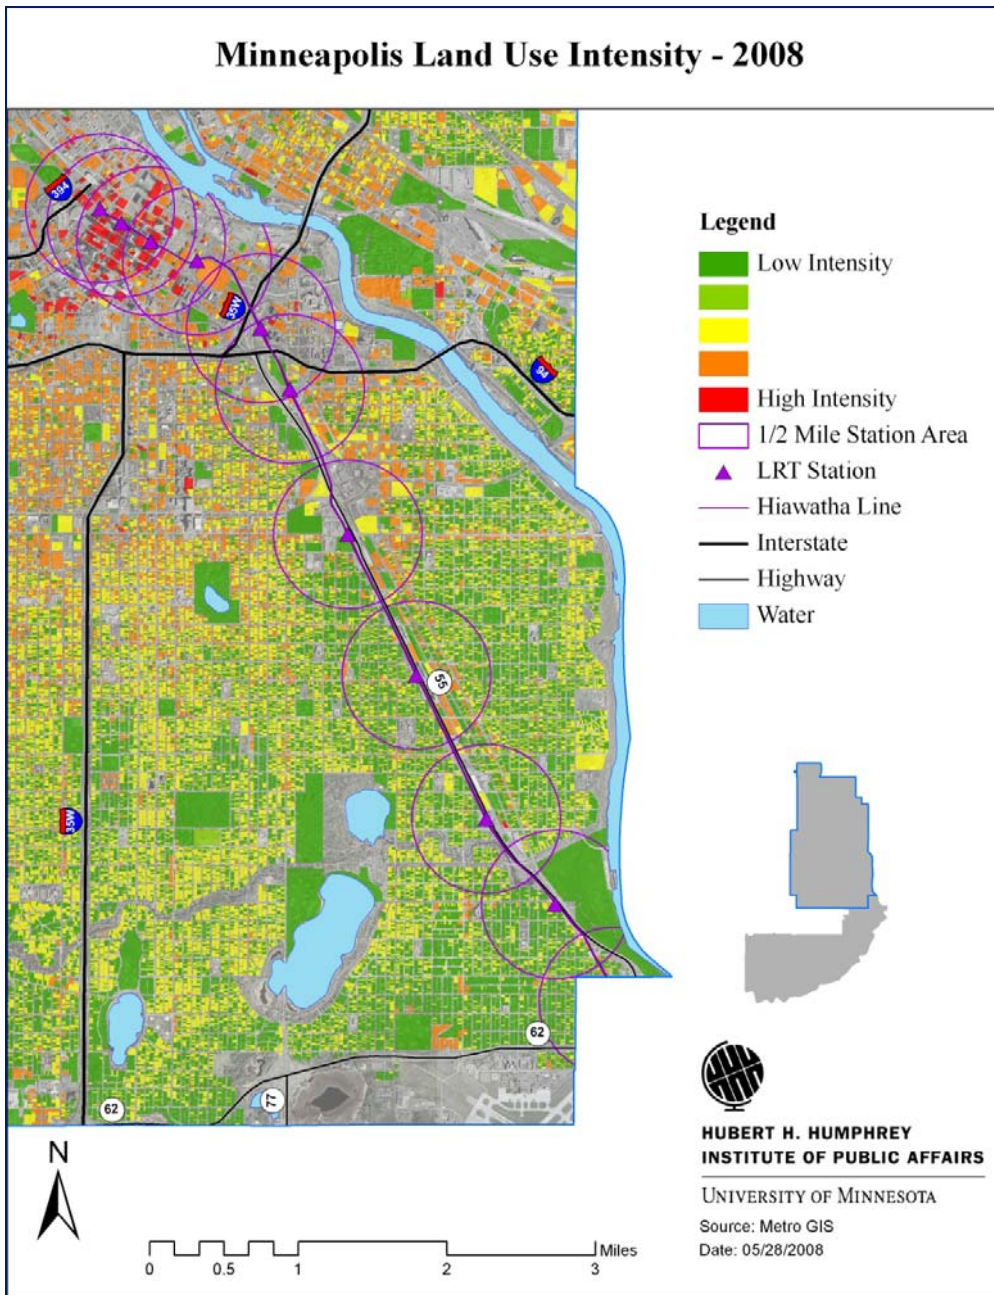 Minneapolis Land Use Intensity - 2008
394
35W
94
55
35W
62
62
77
Legend
Low Intensity
High Intensity
1/2 Mile Station Area
LRT Station
Hiawatha Line
Interstate
Highway
Water
HUBERT H. HUMPHREY
INSTITUTE OF PUBLIC AFFAIRS
UNIVERSITY OF MINNESOTA
Source: Metro GIS
Date: 05/28/2008
N
Miles
0 0.5 1 2 3